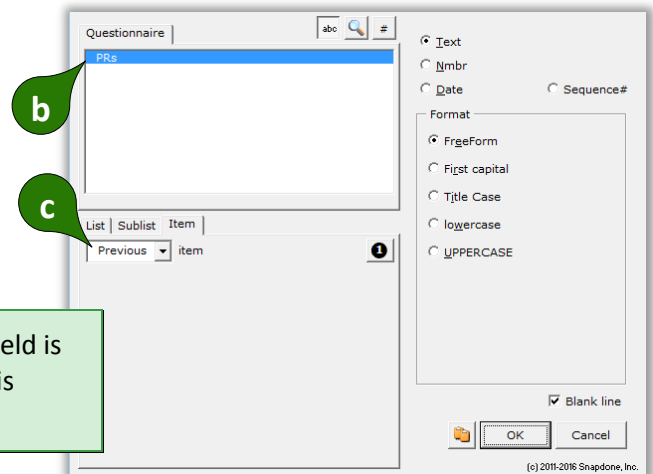 Questionnaire
abc
#
PRs
b
c
List
Sublist
Item
Previous
item
1
eld is
is
Text
Nmbr
Date
Sequence#
Format
FreeForm
First capital
Title Case
lowercase
UPPERCASE
Blank line
OK
Cancel
(c) 2011-2016 Snapdone, Inc.